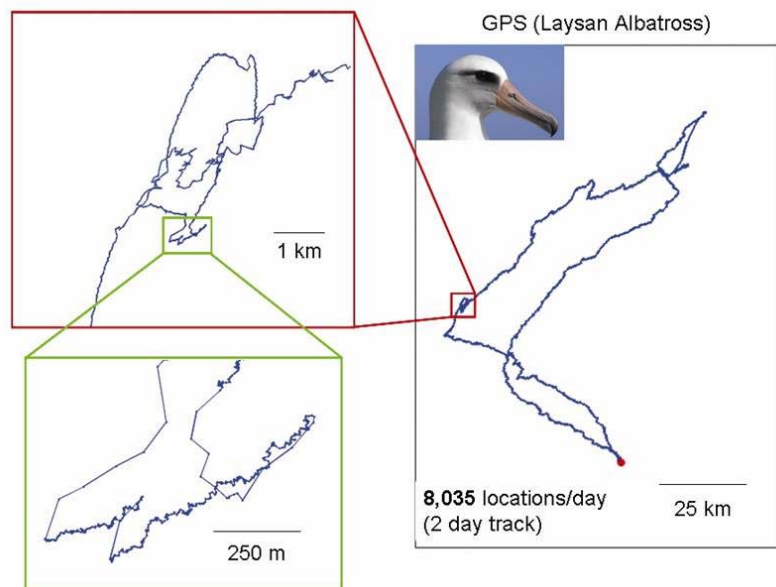 GPS (Laysan Albatross)
1 km
250 m
8,035 locations/day
(2 day track)
25 km